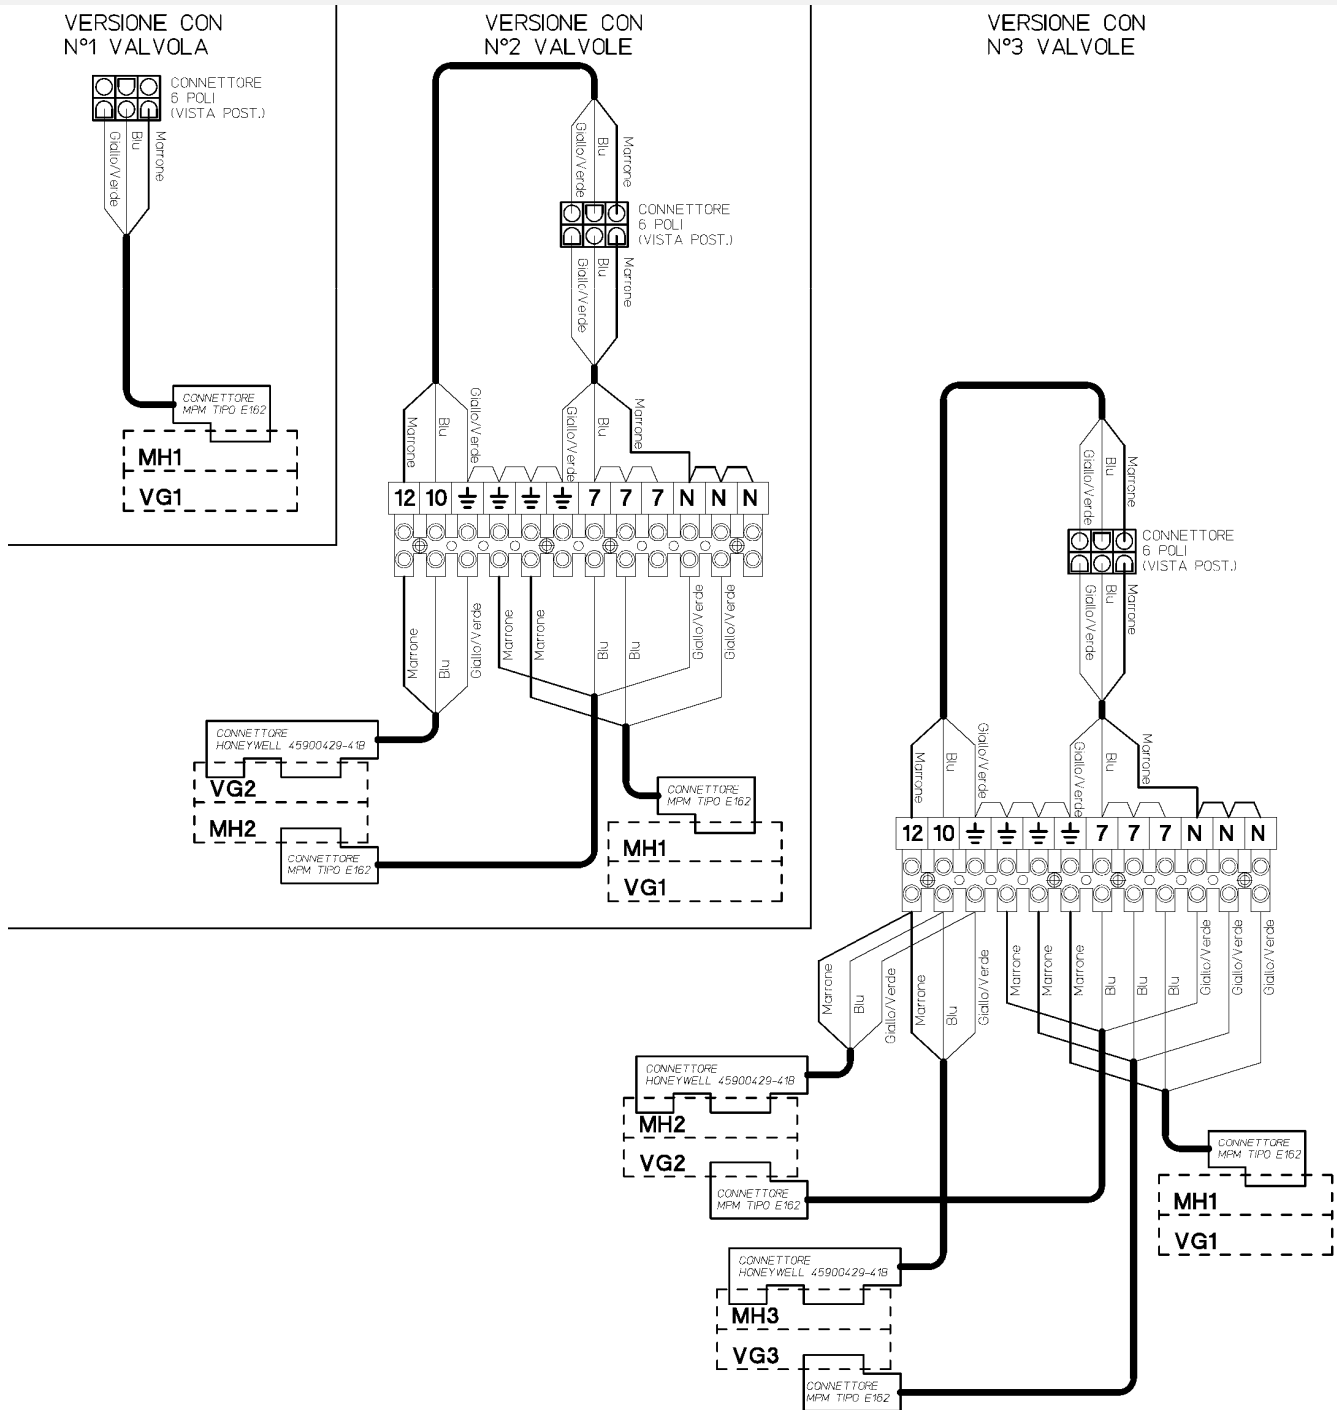 VERSIONE CON
N°1 VALVOLA
CONNETTORE
6 POLI
(VISTA POST.)
Giallo/Verde
Blu
Marrone
CONNETTORE
MPM TIPO E162
MH1
VG1
VERSIONE CON
N°2 VALVOLE
Giallo/Verde
Blu
Marrone
CONNETTORE
6 POLI
(VISTA POST.)
Giallo/Verde
Blu
Marrone
Marrone
Blu
Giallo/Verde
Giallo/Verde
Blu
Marrone
12 10 7 7 7 N N N
Marrone
Blu
Giallo/Verde
Marrone
Marrone
Blu
Blu
Giallo/Verde
Giallo/Verde
CONNETTORE
HONEYWELL 45900429-41B
VG2
MH2
CONNETTORE
MPM TIPO E162
CONNETTORE
MPM TIPO E162
MH1
VG1
VERSIONE CON
N°3 VALVOLE
Giallo/Verde
Blu
Marrone
CONNETTORE
6 POLI
(VISTA POST.)
Giallo/Verde
Blu
Marrone
Marrone
Blu
Giallo/Verde
Giallo/Verde
Blu
Marrone
12 10 7 7 7 N N N
Marrone
Blu
Giallo/Verde
Marrone
Blu
Giallo/Verde
Marrone
Marrone
Marrone
Blu
Blu
Blu
Giallo/Verde
Giallo/Verde
Giallo/Verde
CONNETTORE
HONEYWELL 45900429-41B
MH2
VG2
CONNETTORE
MPM TIPO E162
CONNETTORE
MPM TIPO E162
MH1
VG1
CONNETTORE
HONEYWELL 45900429-41B
MH3
VG3
CONNETTORE
MPM TIPO E162